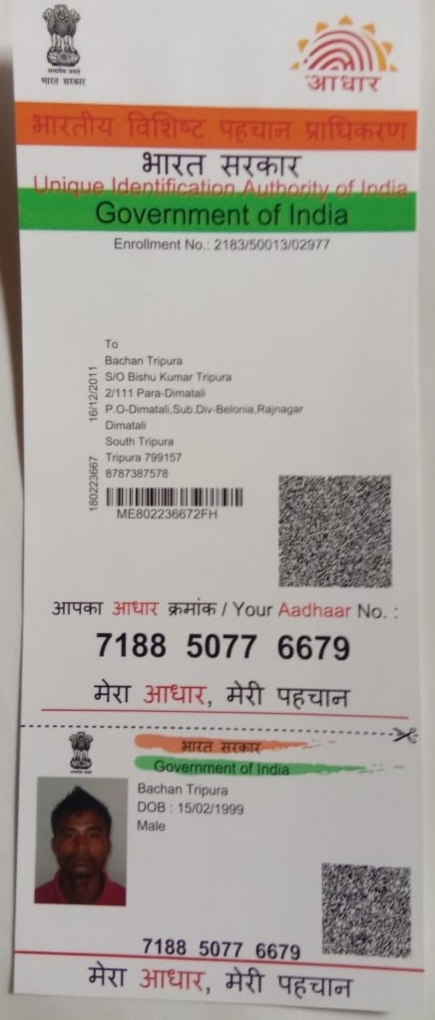 सत्यमेव जयते
भारत सरकार
आधार
भारतीय विशिष्ट पहचान प्राधिकरण
भारत सरकार
Unique Identification Authority of India
Government of India
Enrollment No.: 2183/50013/02977
To
Bachan Tripura
S/O Bishu Kumar Tripura
2/111 Para-Dimatali
P.O-Dimatali,Sub.Div-Belonia,Rajnagar
Dimatali
South Tripura
Tripura 799157
8787387578
180223667 16/12/2011
ME802236672FH
आपका आधार क्रमांक / Your Aadhaar No. :
7188 5077 6679
मेरा आधार, मेरी पहचान
भारत सरकार
Government of India
Bachan Tripura
DOB : 15/02/1999
Male
7188 5077 6679
मेरा आधार, मेरी पहचान